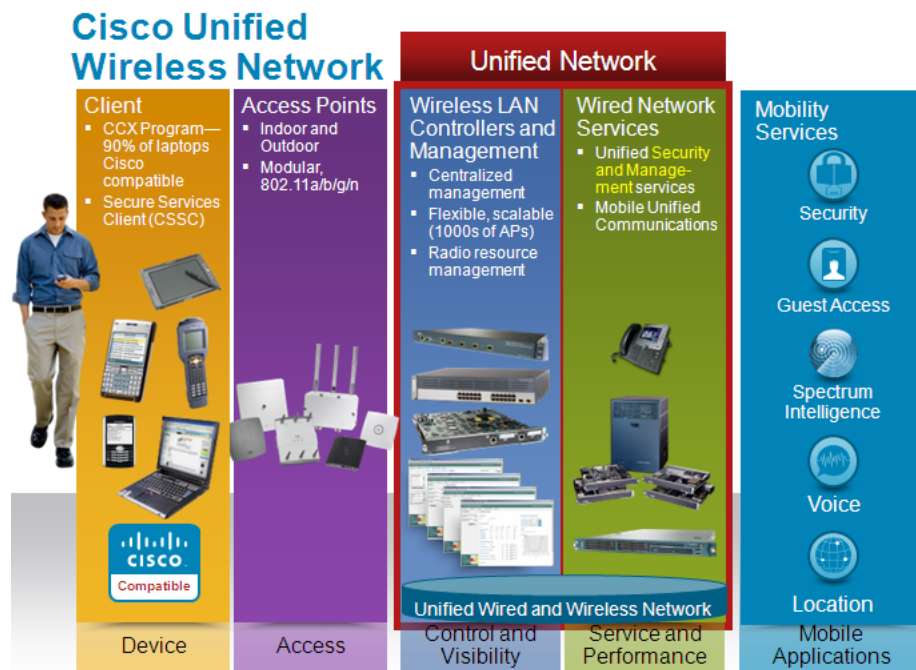 Cisco Unified
Wireless Network
Unified Network
Client
▪ CCX Program—
90% of laptops
Cisco
compatible
▪ Secure Services
Client (CSSC)
Access Points
▪ Indoor and
Outdoor
▪ Modular,
802.11a/b/g/n
Wireless LAN
Controllers and
Management
▪ Centralized
management
▪ Flexible, scalable
(1000s of APs)
▪ Radio resource
management
Wired Network
Services
▪ Unified Security
and Manage-
ment services
▪ Mobile Unified
Communications
Mobility
Services
Security
Guest Access
Spectrum
Intelligence
Voice
Location
CISCO
Compatible
Unified Wired and Wireless Network
Device
Access
Control and
Visibility
Service and
Performance
Mobile
Applications